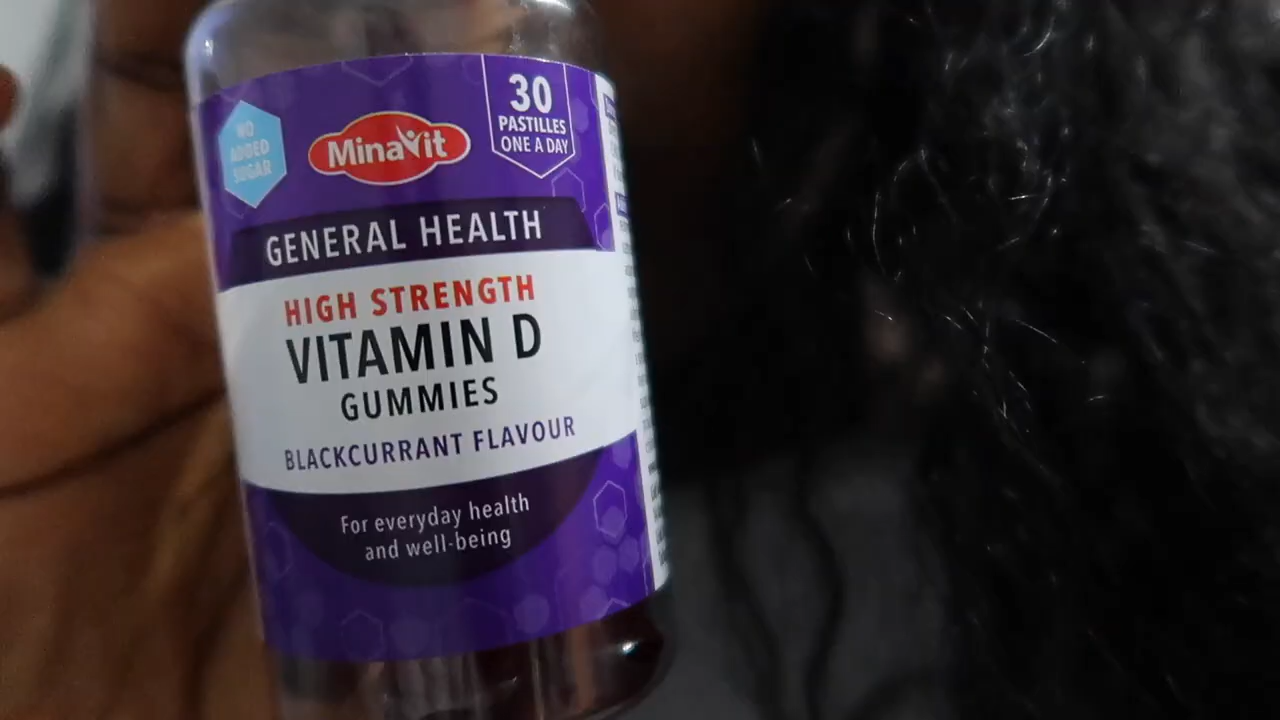 NO
ADDED
SUGAR
MinaVit
30
PASTILLES
ONE A DAY
GENERAL HEALTH
HIGH STRENGTH
VITAMIN D
GUMMIES
BLACKCURRANT FLAVOUR
For everyday health
and well-being